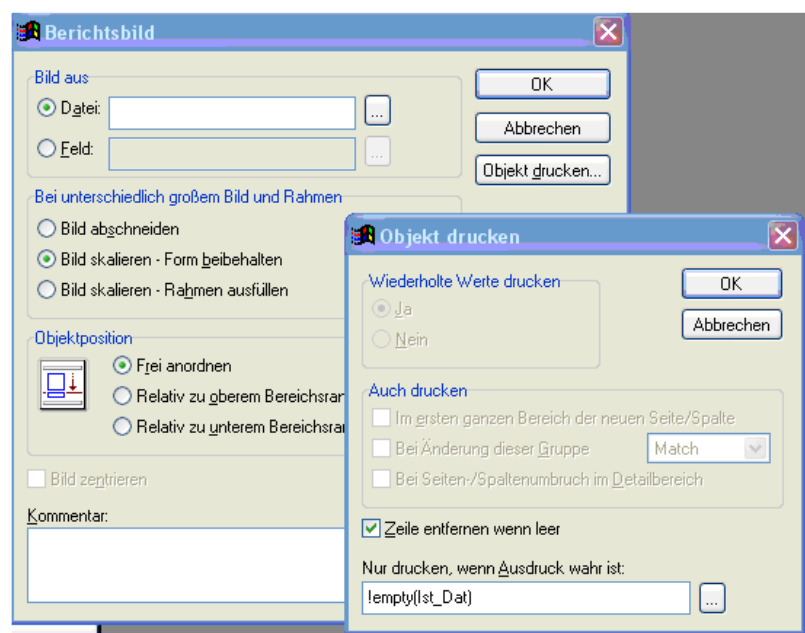 Berichtsbild
Bild aus
Datei:
...
Feld:
...
OK
Abbrechen
Objekt drucken...
Bei unterschiedlich großem Bild und Rahmen
Bild abschneiden
Bild skalieren - Form beibehalten
Bild skalieren - Rahmen ausfüllen
Objektposition
Frei anordnen
Relativ zu oberem Bereichsrar
Relativ zu unterem Bereichsrar
Bild zentrieren
Kommentar:
Objekt drucken
Wiederholte Werte drucken
Ja
Nein
OK
Abbrechen
Auch drucken
Im ersten ganzen Bereich der neuen Seite/Spalte
Bei Änderung dieser Gruppe
Match
Bei Seiten-/Spaltenumbruch im Detailbereich
Zeile entfernen wenn leer
Nur drucken, wenn Ausdruck wahr ist:
!empty(Ist_Dat)
...